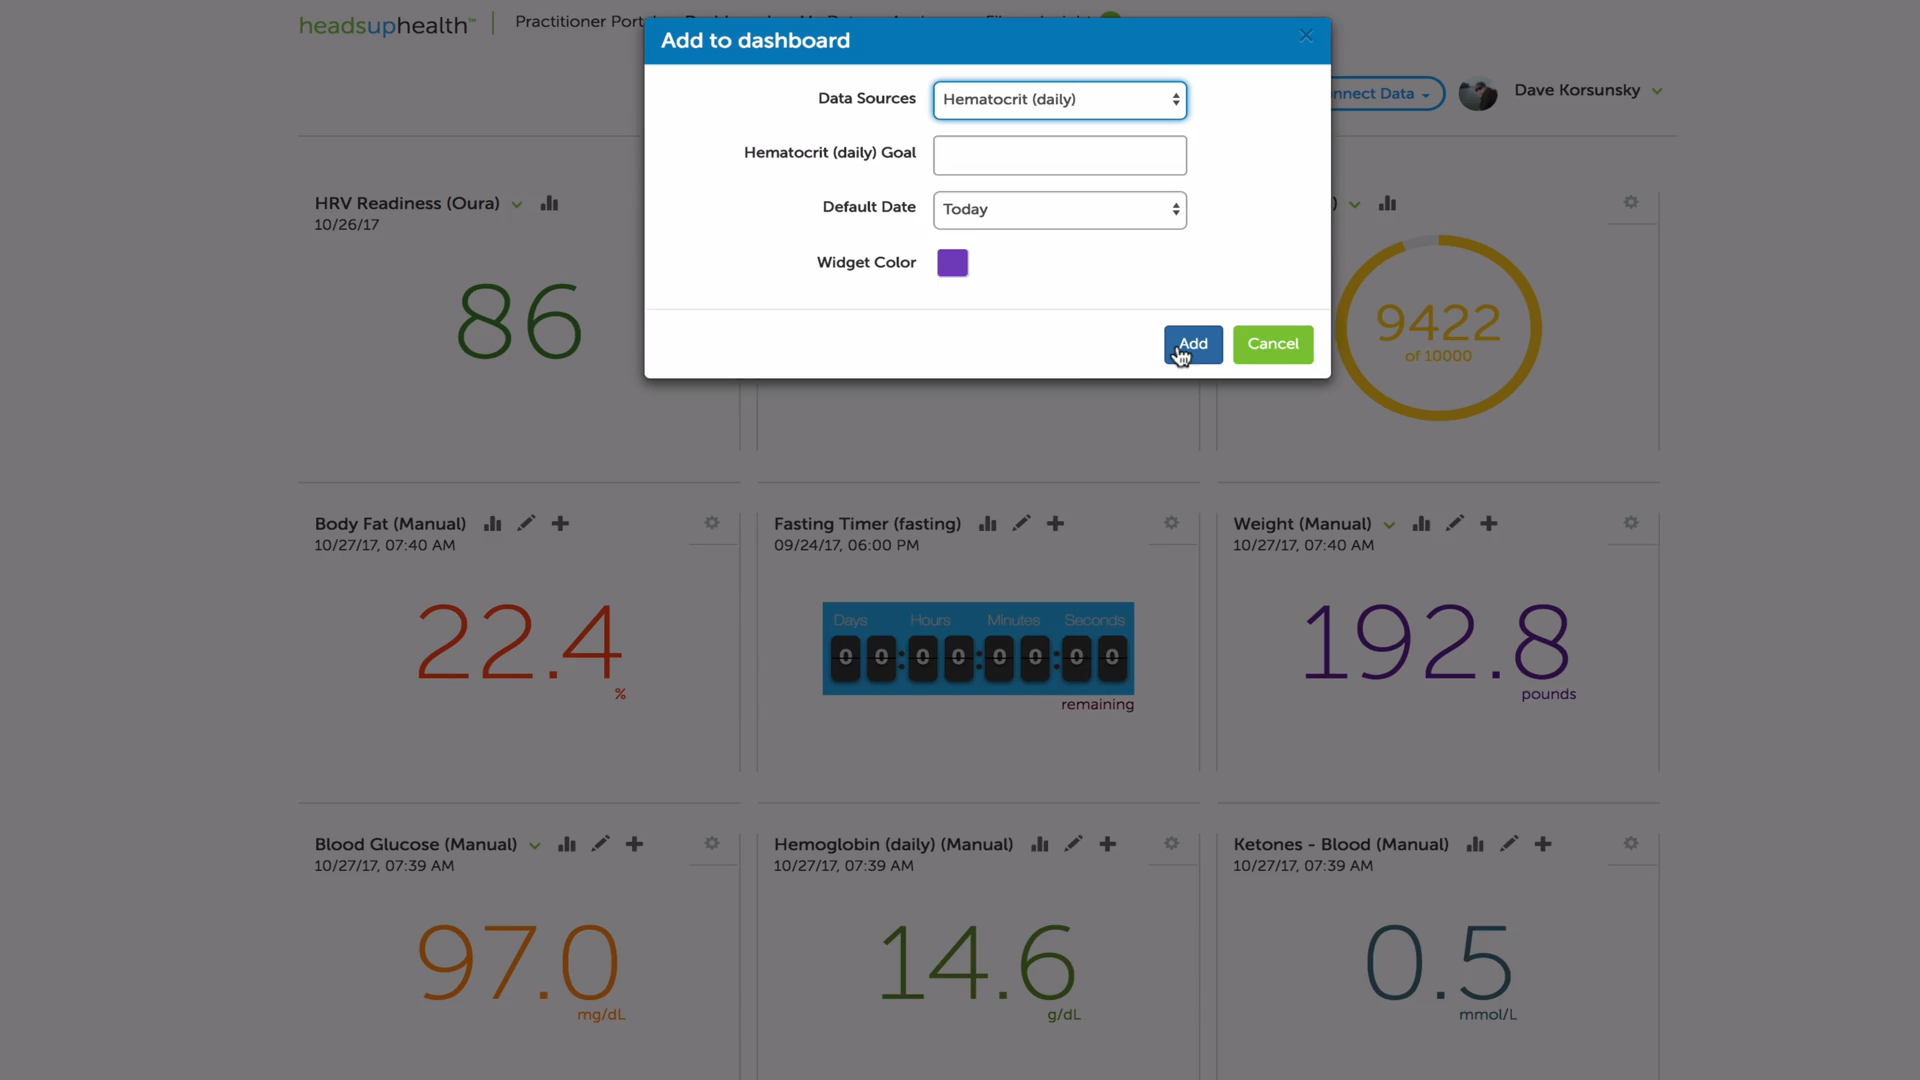 headsuphealth™
Practitioner
Add to dashboard
Data Sources
Hematocrit (daily)
Hematocrit (daily) Goal
Default Date
Today
Widget Color
Add
Cancel
Data
Dave Korsunsky
HRV Readiness (Oura)
10/26/17
86
9422
of 10000
Body Fat (Manual)
10/27/17, 07:40 AM
22.4
%
Fasting Timer (fasting)
09/24/17, 06:00 PM
Days Hours Minutes Seconds
0 0 : 0 0 : 0 0 : 0 0
remaining
Weight (Manual)
10/27/17, 07:40 AM
192.8
pounds
Blood Glucose (Manual)
10/27/17, 07:39 AM
97.0
mg/dL
Hemoglobin (daily) (Manual)
10/27/17, 07:39 AM
14.6
g/dL
Ketones - Blood (Manual)
10/27/17, 07:39 AM
0.5
mmol/L